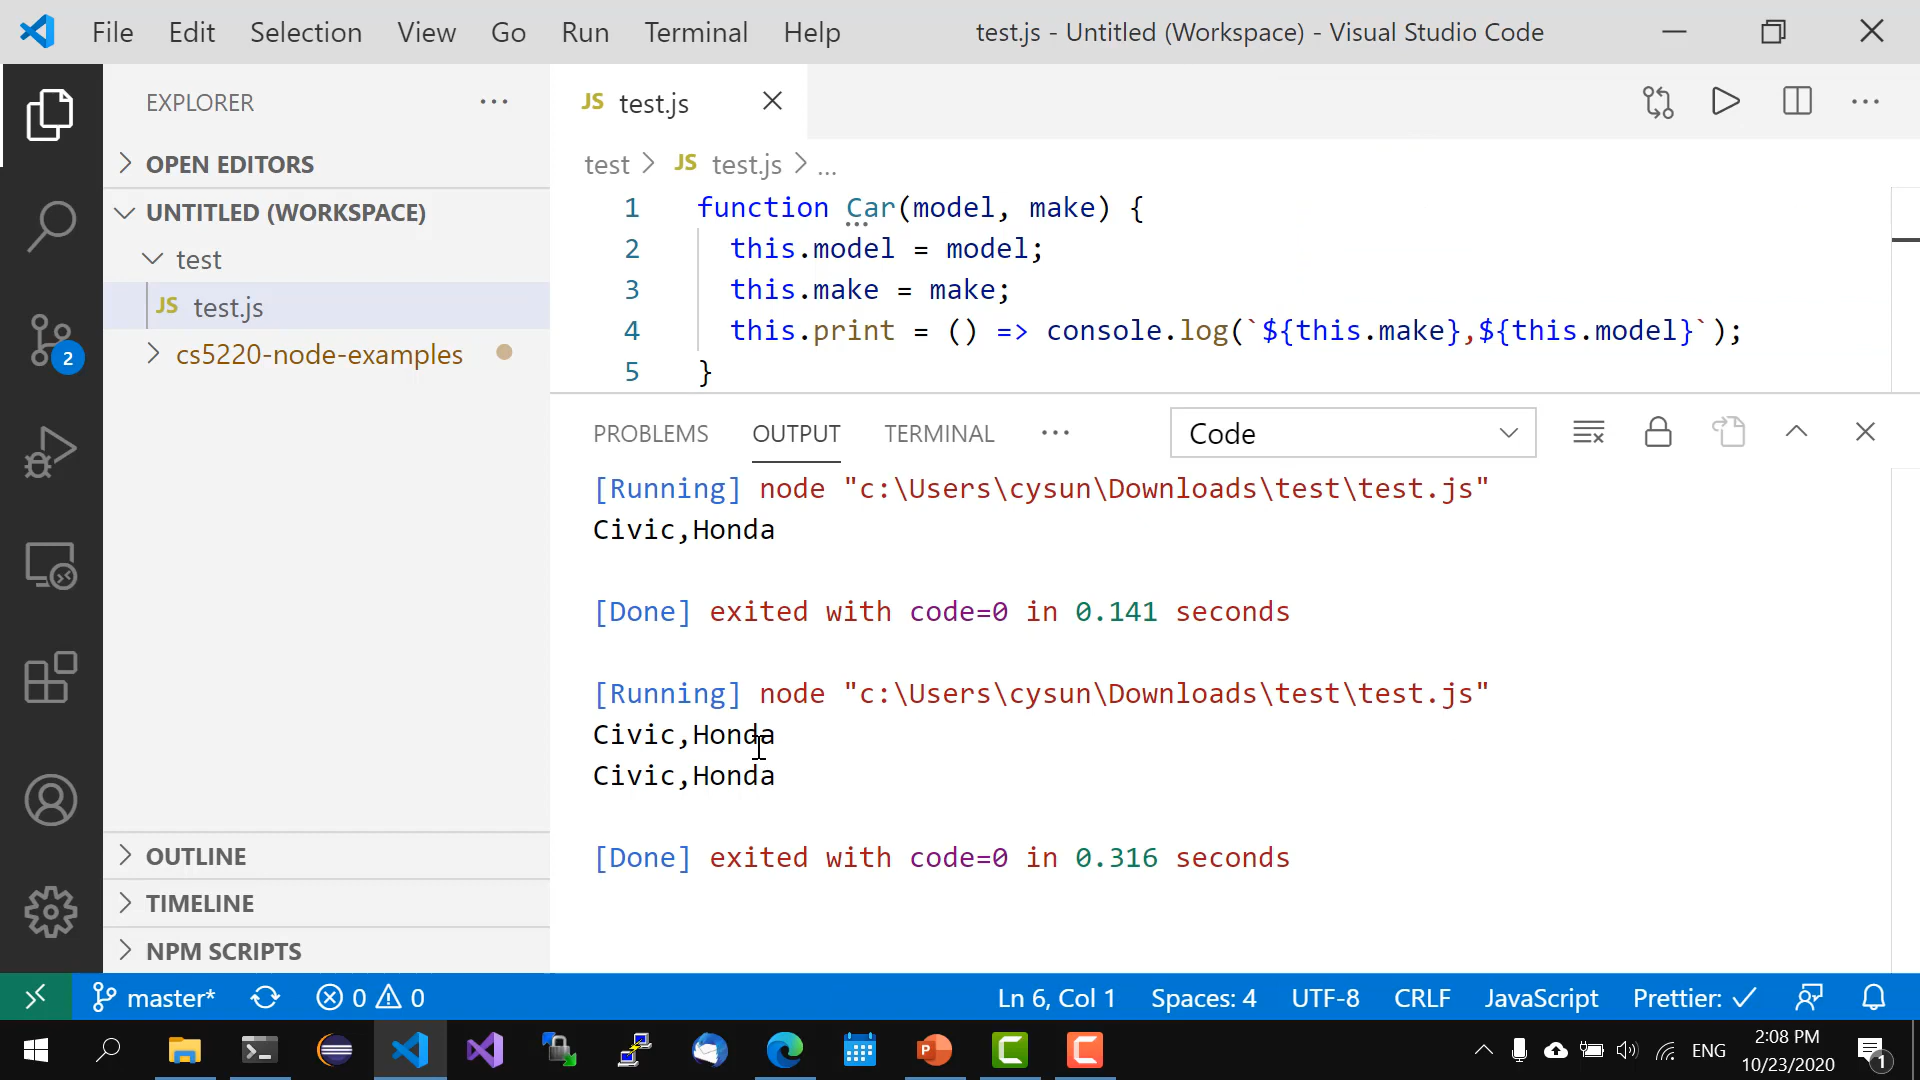 File Edit Selection View Go Run Terminal Help test.js - Untitled (Workspace) - Visual Studio Code
EXPLORER
OPEN EDITORS
UNTITLED (WORKSPACE)
test
JS test.js
cs5220-node-examples
OUTLINE
TIMELINE
NPM SCRIPTS
2
JS test.js
test > JS test.js > ...
1 function Car(model, make) {
2 this.model = model;
3 this.make = make;
4 this.print = () => console.log(`${this.make},${this.model}`);
5 }
PROBLEMS OUTPUT TERMINAL Code
[Running] node "c:\Users\cysun\Downloads\test\test.js"
Civic,Honda
[Done] exited with code=0 in 0.141 seconds
[Running] node "c:\Users\cysun\Downloads\test\test.js"
Civic,Honda
Civic,Honda
[Done] exited with code=0 in 0.316 seconds
master* 0 0 Ln 6, Col 1 Spaces: 4 UTF-8 CRLF JavaScript Prettier: ✓
ENG
2:08 PM
10/23/2020
1